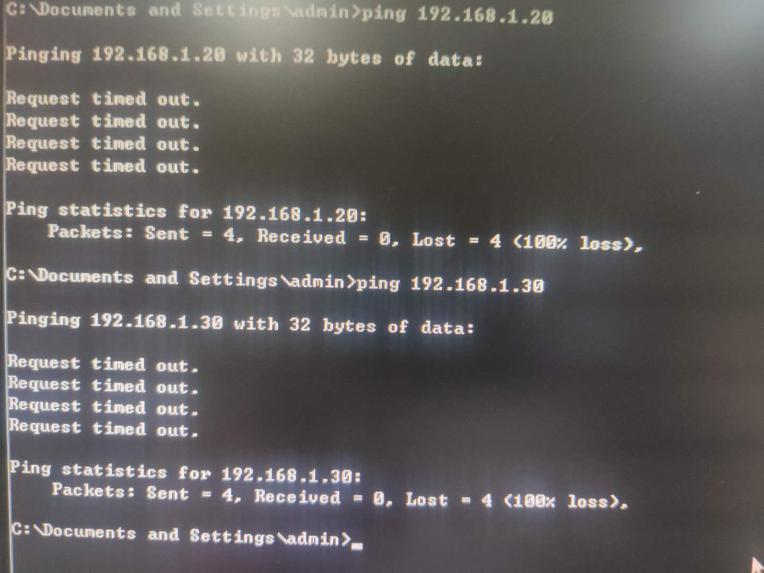 C:\Documents and Settings\admin>ping 192.168.1.20
Pinging 192.168.1.20 with 32 bytes of data:
Request timed out.
Request timed out.
Request timed out.
Request timed out.
Ping statistics for 192.168.1.20:
    Packets: Sent = 4, Received = 0, Lost = 4 (100% loss),
C:\Documents and Settings\admin>ping 192.168.1.30
Pinging 192.168.1.30 with 32 bytes of data:
Request timed out.
Request timed out.
Request timed out.
Request timed out.
Ping statistics for 192.168.1.30:
    Packets: Sent = 4, Received = 0, Lost = 4 (100% loss),
C:\Documents and Settings\admin>_